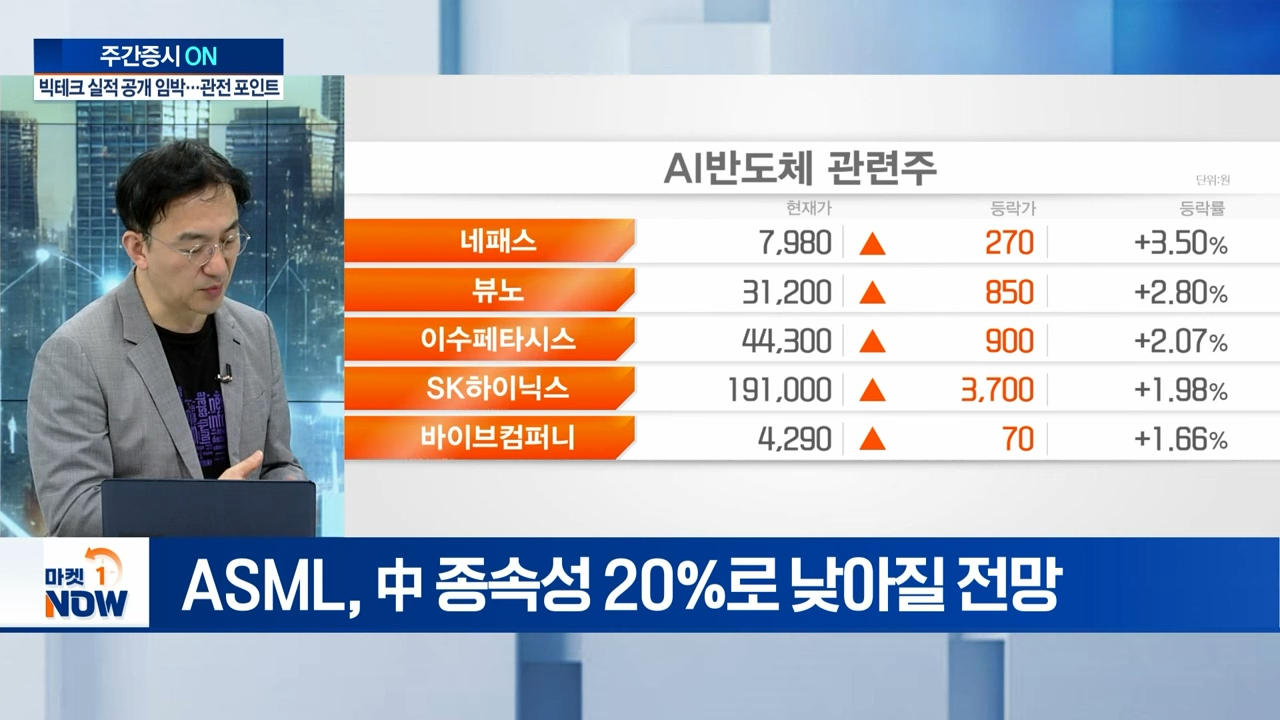 주간증시 ON
빅테크 실적 공개 임박…관전 포인트
AI반도체 관련주
단위:원
현재가 등락가 등락률
네패스 7,980 ▲ 270 +3.50%
뷰노 31,200 ▲ 850 +2.80%
이수페타시스 44,300 ▲ 900 +2.07%
SK하이닉스 191,000 ▲ 3,700 +1.98%
바이브컴퍼니 4,290 ▲ 70 +1.66%
마켓 1
NOW
ASML, 中 종속성 20%로 낮아질 전망